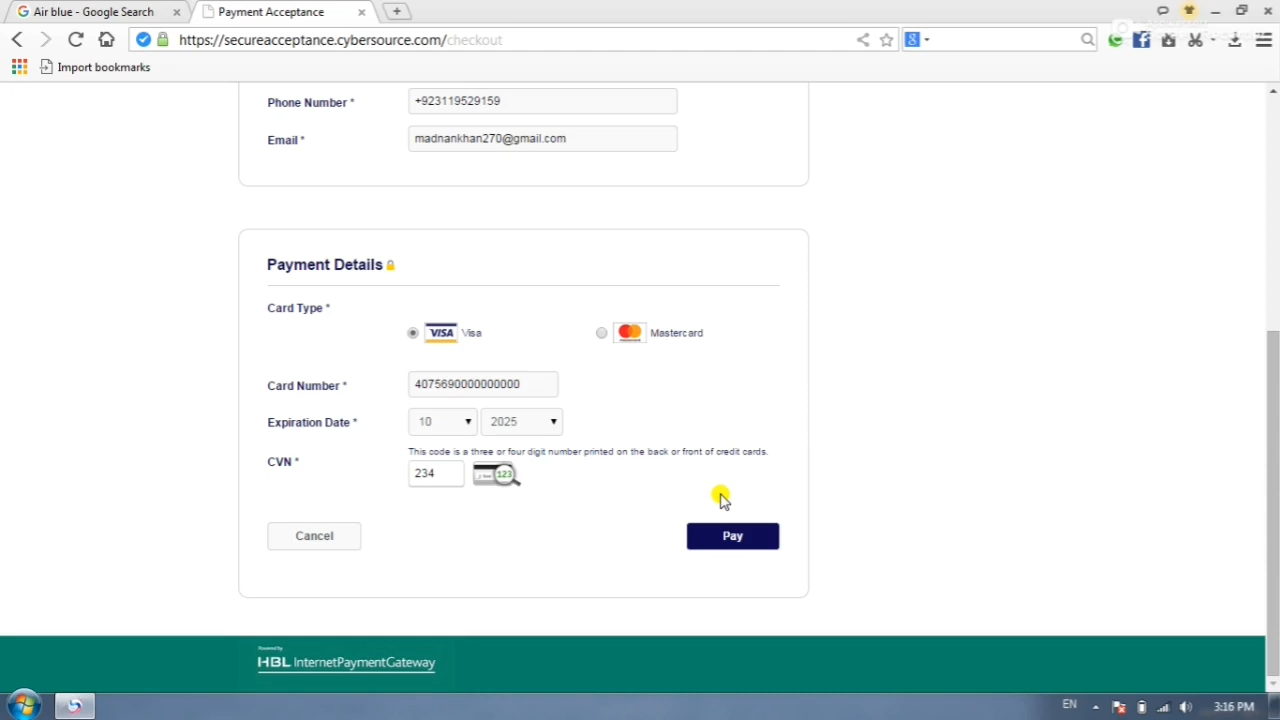 Air blue - Google Search
Payment Acceptance
https://secureacceptance.cybersource.com/checkout
Import bookmarks
Phone Number *
+923119529159
Email *
madnankhan270@gmail.com
Payment Details
Card Type *
VISA Visa
Mastercard
Card Number *
4075690000000000
Expiration Date *
10
2025
This code is a three or four digit number printed on the back or front of credit cards.
CVN *
234
123
Cancel
Pay
Powered by
HBL InternetPaymentGateway
EN
3:16 PM